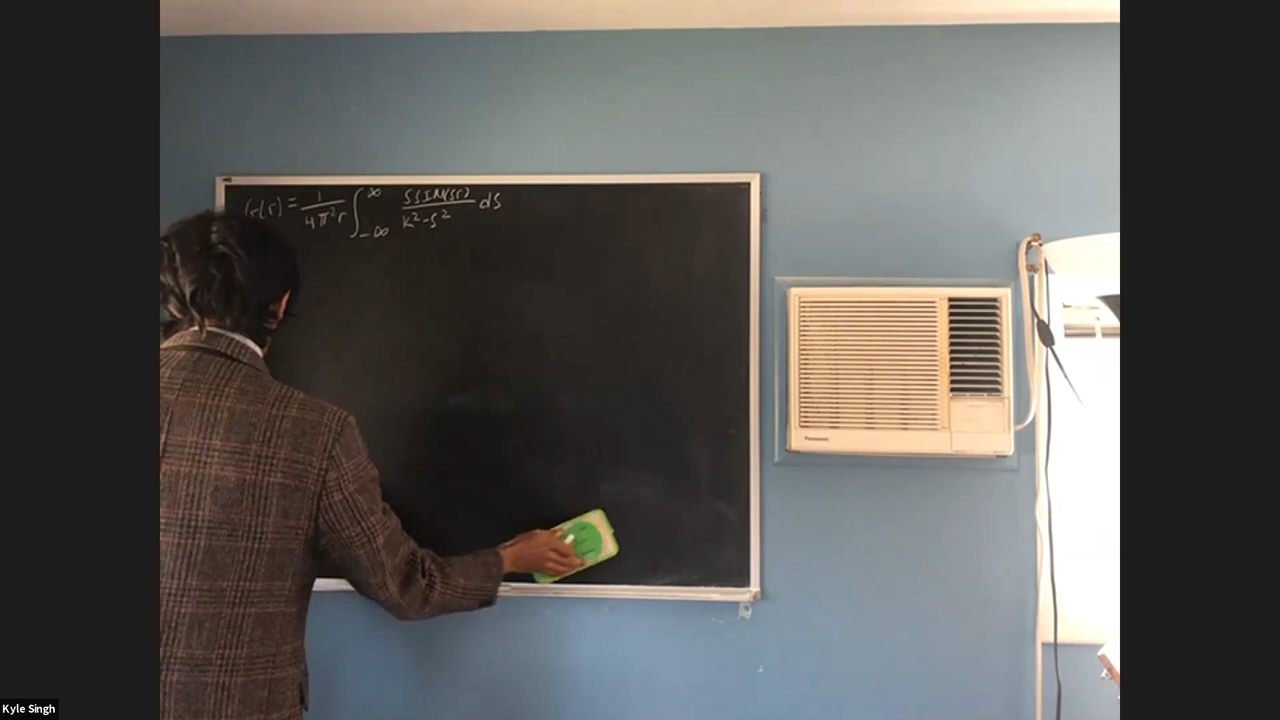 G(r) = 1/4π²r ∫_{-∞}^{∞} s SIN(sr)/k²-s² ds
Panasonic
Kyle Singh